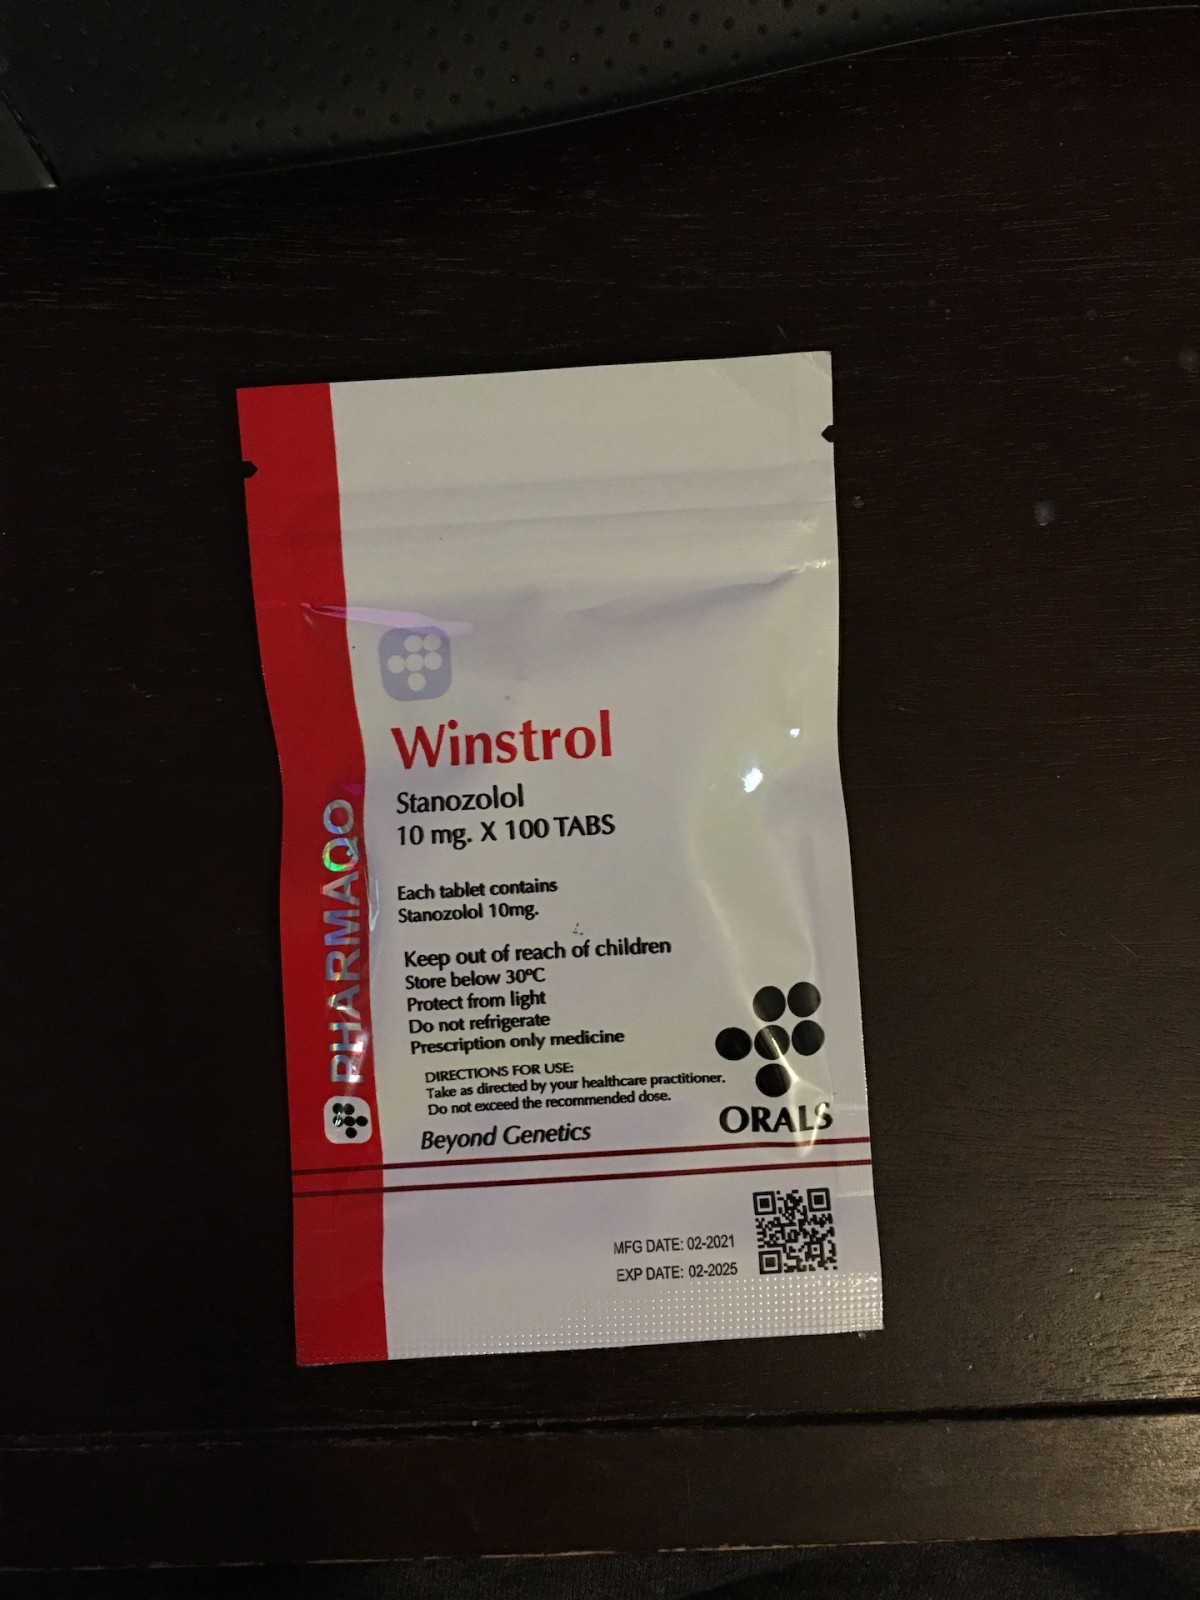 Winstrol
Stanozolol
10 mg. X 100 TABS
Each tablet contains
Stanozolol 10mg.
Keep out of reach of children
Store below 30ºC
Protect from light
Do not refrigerate
Prescription only medicine
DIRECTIONS FOR USE:
Take as directed by your healthcare practitioner.
Do not exceed the recommended dose.
Beyond Genetics
ORALS
PHARMAQO
MFG DATE: 02-2021
EXP DATE: 02-2025